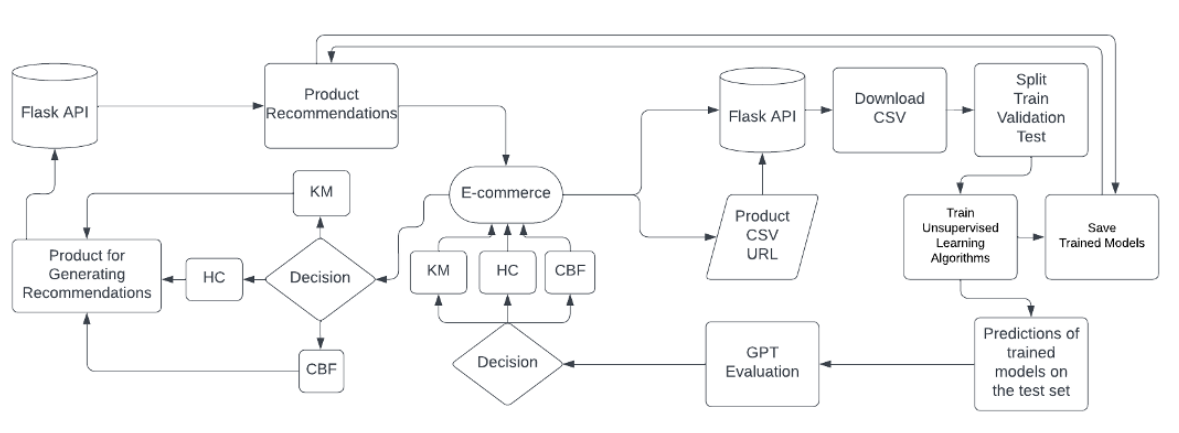 Flask API
Product
Recommendations
Flask API
Download
CSV
Split
Train
Validation
Test
KM
E-commerce
Product
CSV
URL
Train
Unsupervised
Learning
Algorithms
Save
Trained Models
Product for
Generating
Recommendations
HC
Decision
KM
HC
CBF
CBF
Decision
GPT
Evaluation
Predictions of
trained
models on
the test set